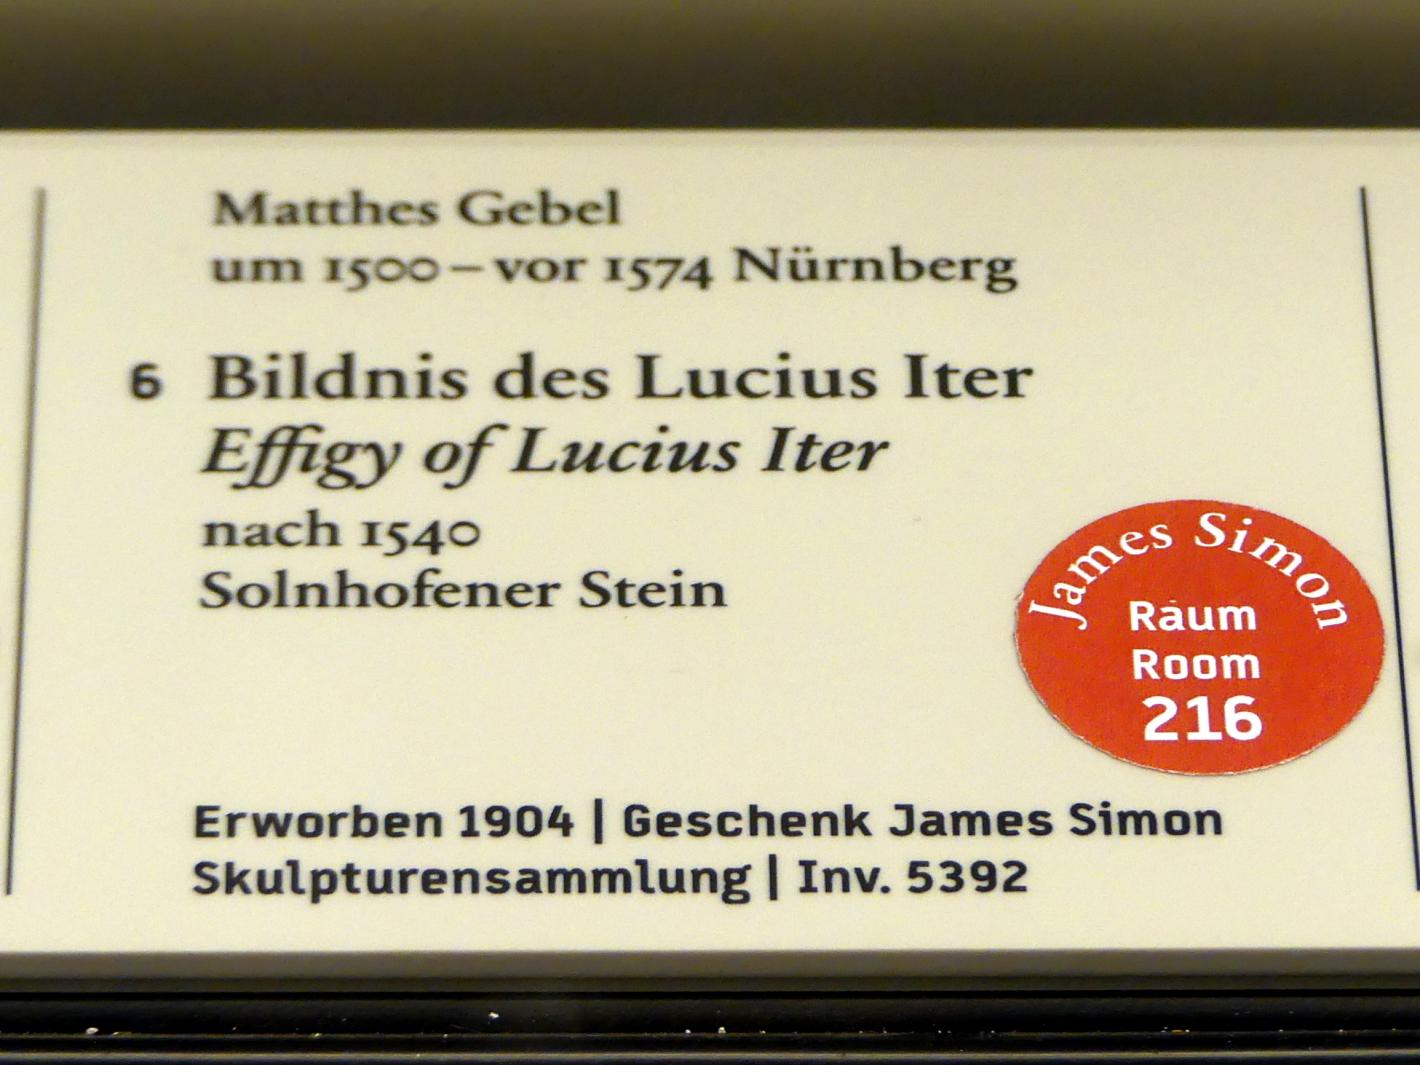 Matthes Gebel
um 1500 – vor 1574 Nürnberg
6 Bildnis des Lucius Iter
Effigy of Lucius Iter
nach 1540
Solnhofener Stein
James Simon
Raum
Room
216
Erworben 1904 | Geschenk James Simon
Skulpturensammlung | Inv. 5392